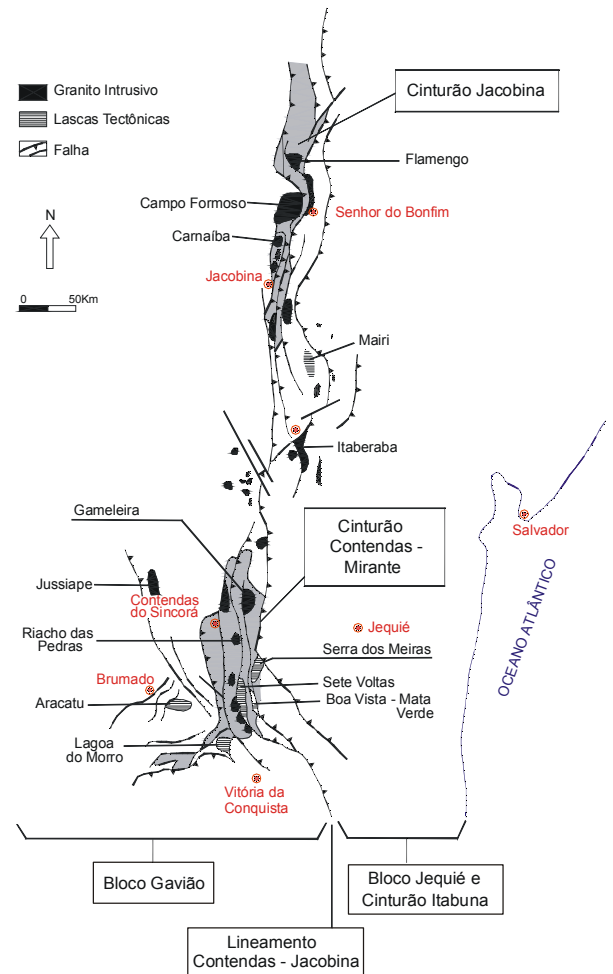 Granito Intrusivo
Lascas Tectônicas
Falha
N
0 50Km
Cinturão Jacobina
Flamengo
Campo Formoso
Senhor do Bonfim
Carnaíba
Jacobina
Mairi
Itaberaba
Gameleira
Cinturão
Contendas -
Mirante
Salvador
Jussiape
Contendas
do Sincorá
Jequié
Riacho das
Pedras
Serra dos Meiras
Brumado
Sete Voltas
Aracatu
Boa Vista - Mata
Verde
Lagoa
do Morro
OCEANO ATLÂNTICO
Vitória da
Conquista
Bloco Gavião
Bloco Jequié e
Cinturão Itabuna
Lineamento
Contendas - Jacobina